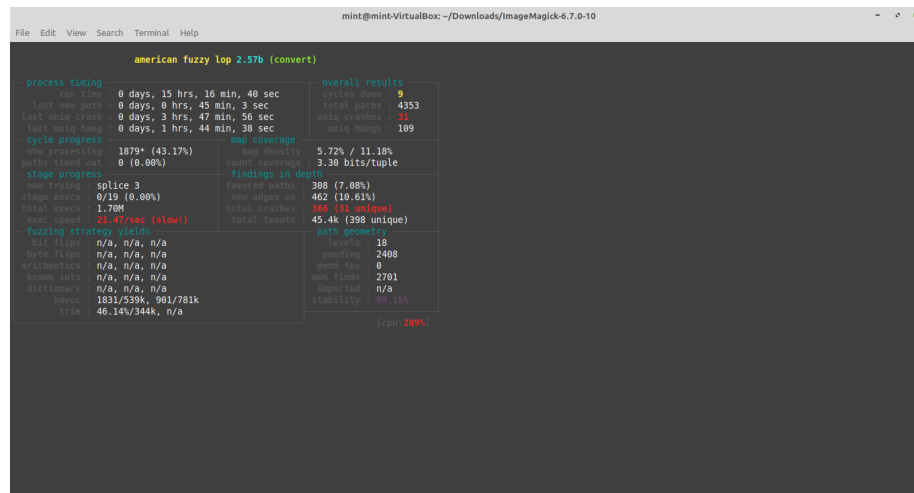 mint@mint-VirtualBox: ~/Downloads/ImageMagick-6.7.0-10
File Edit View Search Terminal Help
american fuzzy lop 2.57b (convert)
process timing
overall results
run time : 0 days, 15 hrs, 16 min, 40 sec
cycles done : 9
last new path : 0 days, 0 hrs, 45 min, 3 sec
total paths : 4353
last uniq crash : 0 days, 3 hrs, 47 min, 56 sec
uniq crashes : 31
last uniq hang : 0 days, 1 hrs, 44 min, 38 sec
uniq hangs : 109
cycle progress
map coverage
now processing : 1879* (43.17%)
map density : 5.72% / 11.18%
paths timed out : 0 (0.00%)
count coverage : 3.30 bits/tuple
stage progress
findings in depth
now trying : splice 3
favored paths : 308 (7.08%)
stage execs : 0/19 (0.00%)
new edges on : 462 (10.61%)
total execs : 1.70M
total crashes : 366 (31 unique)
exec speed : 21.47/sec (slow!)
total tmouts : 45.4k (398 unique)
fuzzing strategy yields
path geometry
bit flips : n/a, n/a, n/a
levels : 18
byte flips : n/a, n/a, n/a
pending : 2408
arithmetics : n/a, n/a, n/a
pend fav : 0
known ints : n/a, n/a, n/a
own finds : 2701
dictionary : n/a, n/a, n/a
imported : n/a
havoc : 1831/539k, 901/781k
stability : 99.15%
trim : 46.14%/344k, n/a
[cpu:209%]